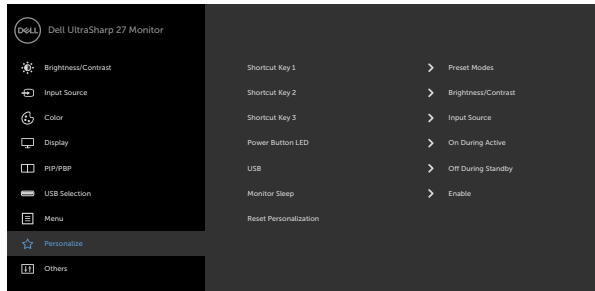 DELL Dell UltraSharp 27 Monitor
Brightness/Contrast Shortcut Key 1 Preset Modes
Input Source Shortcut Key 2 Brightness/Contrast
Color Shortcut Key 3 Input Source
Display Power Button LED On During Active
PIP/PBP USB Off During Standby
USB Selection Monitor Sleep Enable
Menu Reset Personalization
Personalize
Others